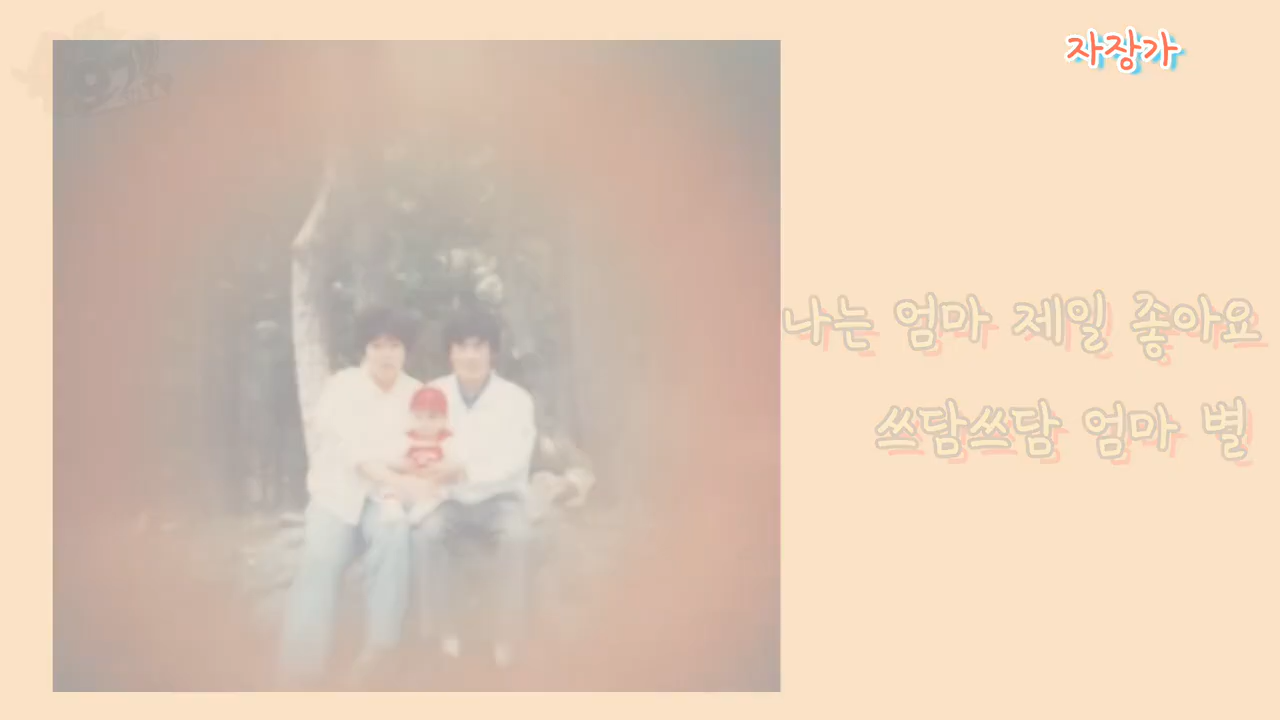 자장가
나는 엄마 제일 좋아요
쓰담쓰담 엄마 별